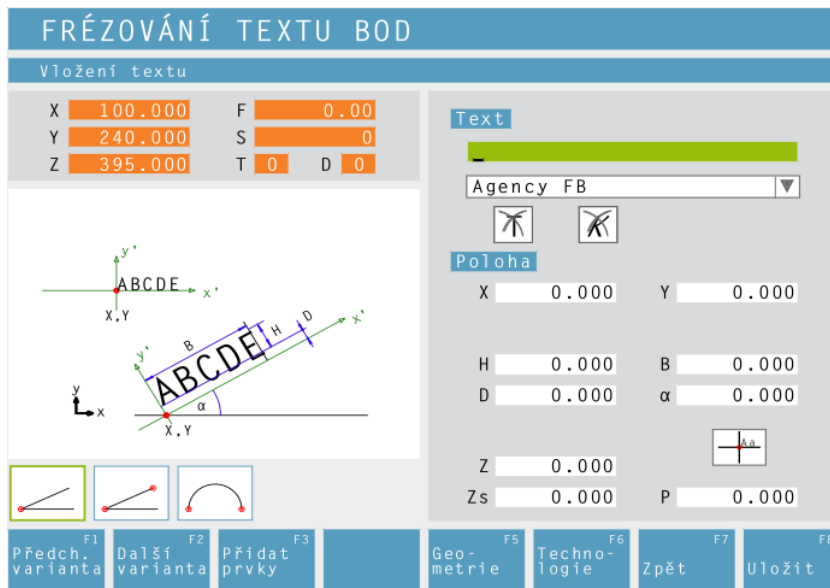 FRÉZOVÁNÍ TEXTU BOD
Vložení textu
X 100.000 F 0.00
Y 240.000 S 0
Z 395.000 T 0 D 0
Text
_
Agency FB
T K
Poloha
X 0.000 Y 0.000
H 0.000 B 0.000
D 0.000 α 0.000
Aa
Z 0.000
Zs 0.000 P 0.000
y'
ABCDE x'
X,Y
y' B ABCDE H D x'
α
X,Y
y
x
F1 Předch. varianta
F2 Další varianta
F3 Přidat prvky
F5 Geo-metrie
F6 Techno-logie
F7 Zpět
F8 Uložit